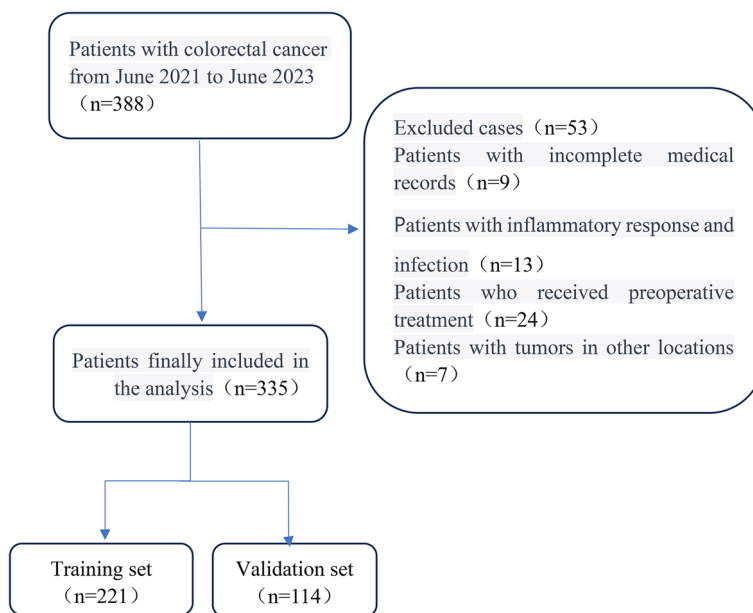 Patients with colorectal cancer
from June 2021 to June 2023
（n=388）
Excluded cases（n=53）
Patients with incomplete medical
records（n=9）
Patients with inflammatory response and
infection（n=13）
Patients who received preoperative
treatment（n=24）
Patients with tumors in other locations
（n=7）
Patients finally included in
the analysis（n=335）
Training set
(n=221)
Validation set
(n=114)